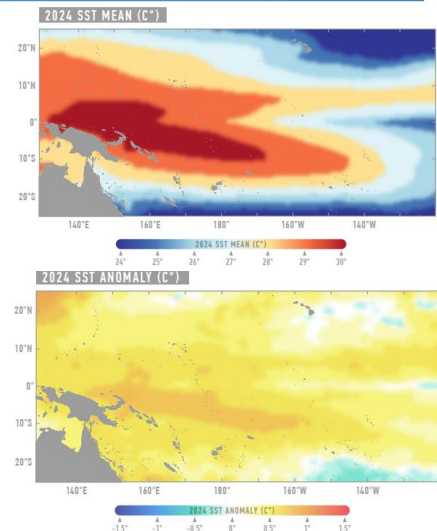 2024 SST MEAN (C°)
20°N
10°N
0°
10°S
20°S
140°E 160°E 180° 160°W 140°W
2024 SST MEAN (C°)
24° 25° 26° 27° 28° 29° 30°
2024 SST ANOMALY (C°)
20°N
10°N
0°
10°S
20°S
140°E 160°E 180° 160°W 140°W
2024 SST ANOMALY (C°)
-1.5° -1° -0.5° 0° 0.5° 1° 1.5°